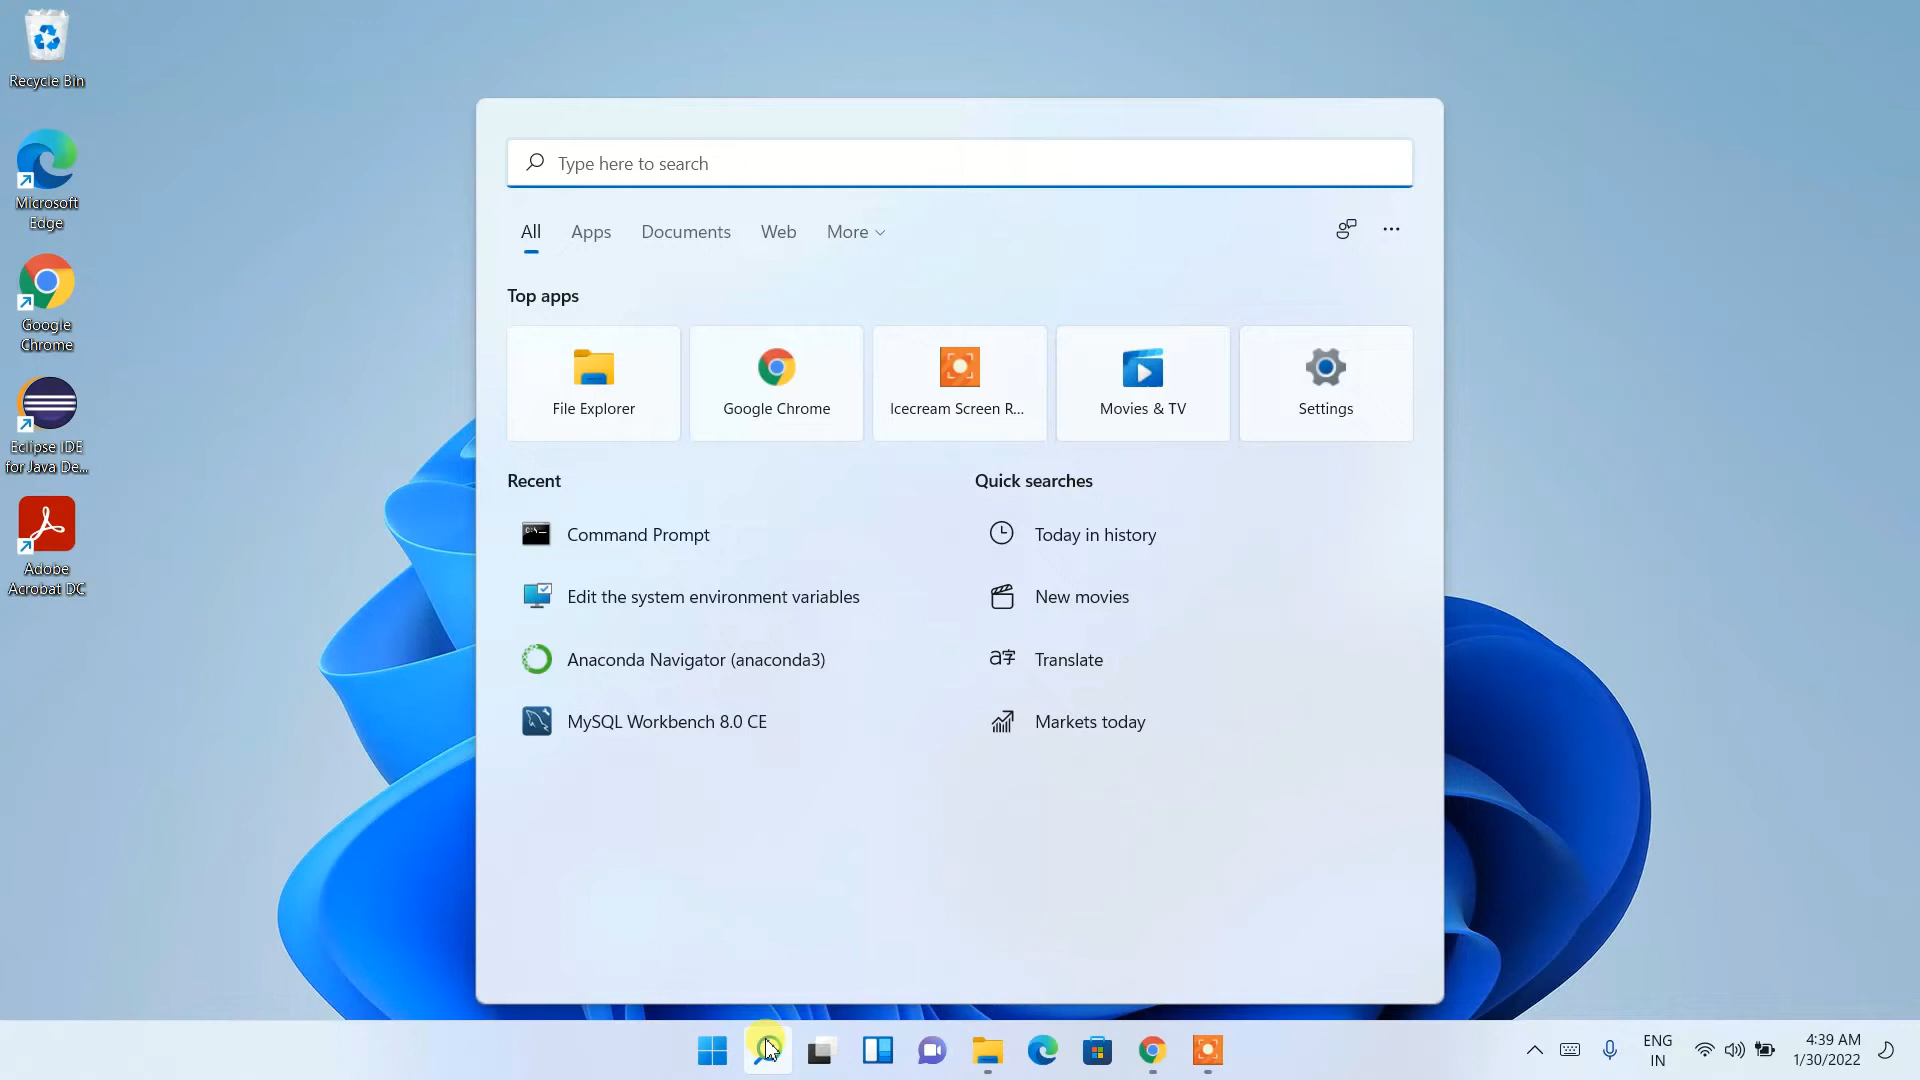 Recycle Bin
Microsoft
Edge
Google
Chrome
Eclipse IDE
for Java De...
Adobe
Acrobat DC
Type here to search
All Apps Documents Web More
Top apps
File Explorer Google Chrome Icecream Screen R... Movies & TV Settings
Recent
Command Prompt
Edit the system environment variables
Anaconda Navigator (anaconda3)
MySQL Workbench 8.0 CE
Quick searches
Today in history
New movies
Translate
Markets today
ENG
IN
4:39 AM
1/30/2022